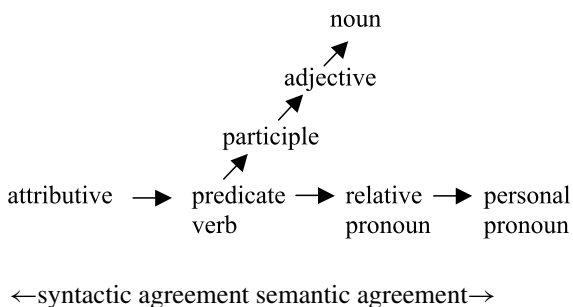 noun
adjective
participle
attributive → predicate → relative → personal
verb pronoun pronoun
←syntactic agreement semantic agreement→